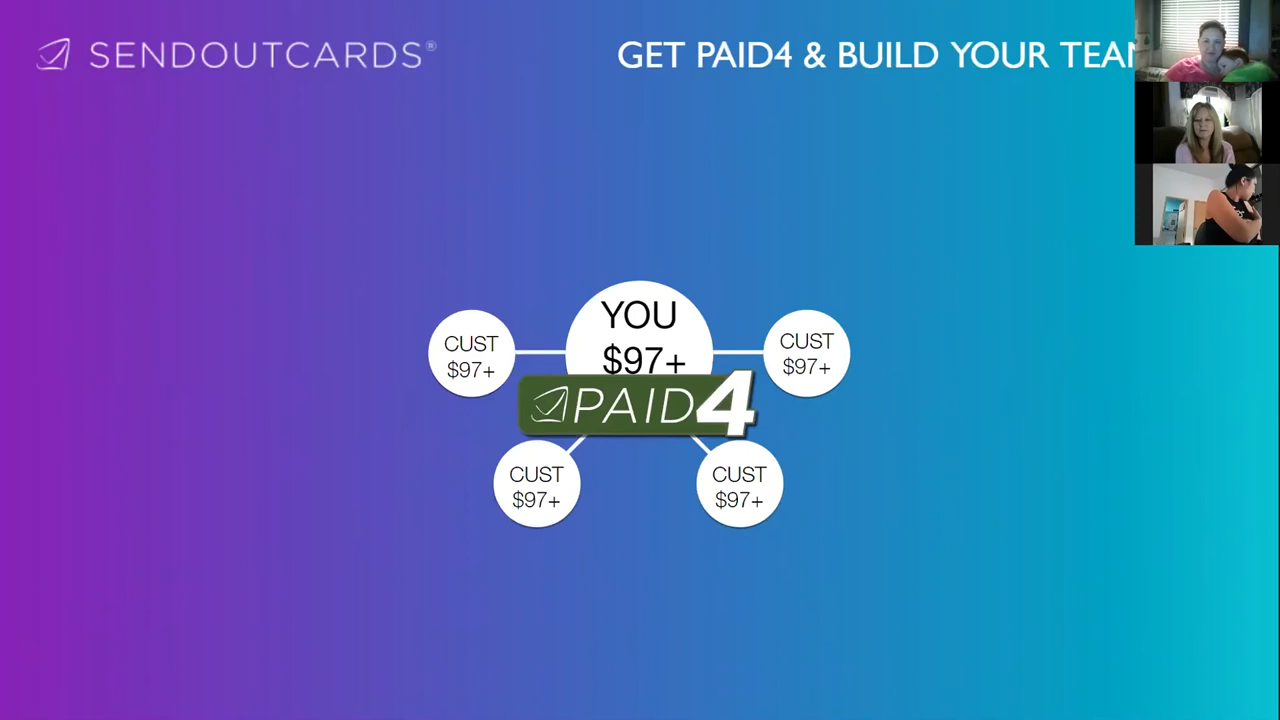 SENDOUTCARDS®
GET PAID4 & BUILD YOUR TEAM
YOU
$97+
CUST
$97+
CUST
$97+
PAID4
CUST
$97+
CUST
$97+